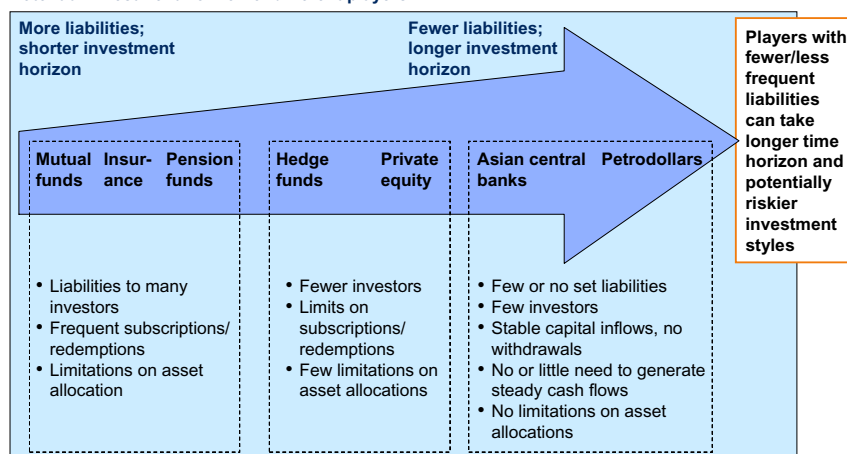 More liabilities;
shorter investment
horizon
Fewer liabilities;
longer investment
horizon
Players with
fewer/less
frequent
liabilities
can take
longer time
horizon and
potentially
riskier
investment
styles
Mutual
funds
Insur-
ance
Pension
funds
Hedge
funds
Private
equity
Asian central
banks
Petrodollars
• Liabilities to many
investors
• Frequent subscriptions/
redemptions
• Limitations on asset
allocation
• Fewer investors
• Limits on
subscriptions/
redemptions
• Few limitations on
asset allocations
• Few or no set liabilities
• Few investors
• Stable capital inflows, no
withdrawals
• No or little need to generate
steady cash flows
• No limitations on asset
allocations